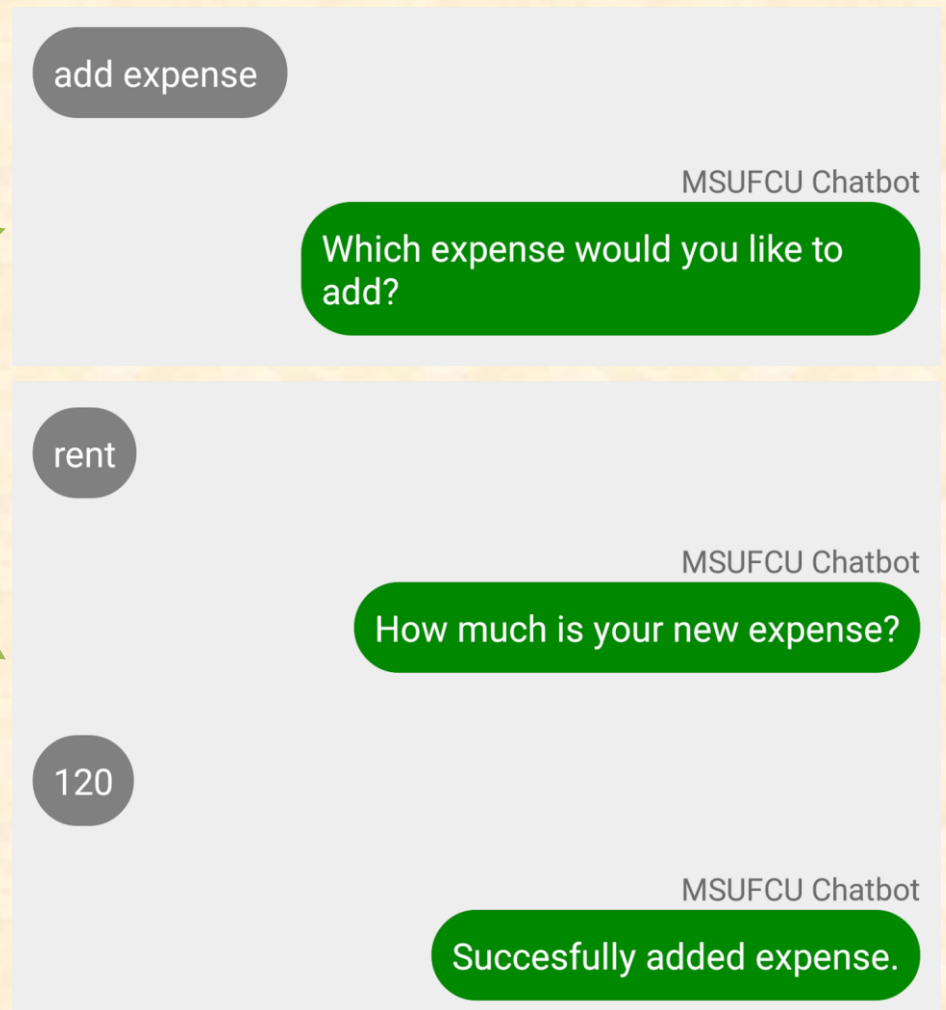 add expense
MSUFCU Chatbot
Which expense would you like to
add?
rent
MSUFCU Chatbot
How much is your new expense?
120
MSUFCU Chatbot
Succesfully added expense.